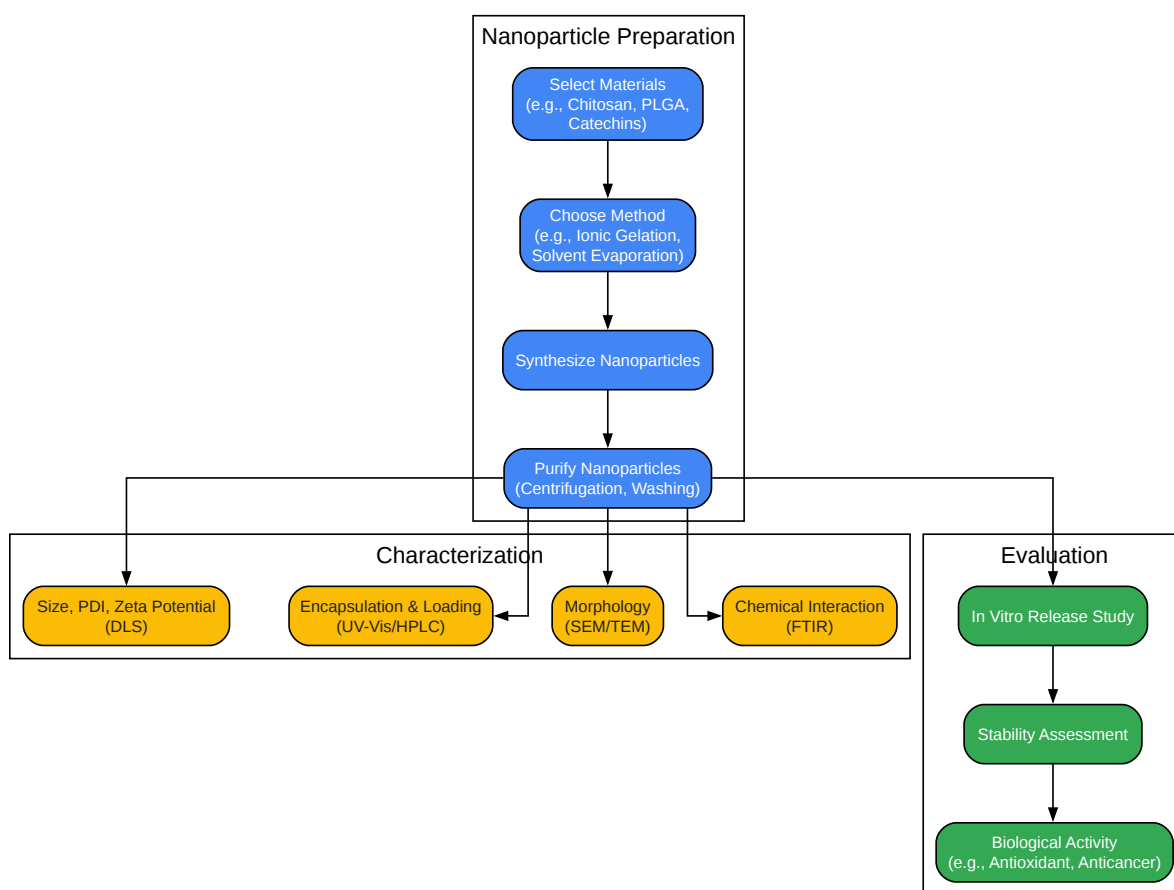 Nanoparticle Preparation
Select Materials
(e.g., Chitosan, PLGA,
Catechins)
Choose Method
(e.g., Ionic Gelation,
Solvent Evaporation)
Synthesize Nanoparticles
Purify Nanoparticles
(Centrifugation, Washing)
Characterization
Size, PDI, Zeta Potential
(DLS)
Encapsulation & Loading
(UV-Vis/HPLC)
Morphology
(SEM/TEM)
Chemical Interaction
(FTIR)
Evaluation
In Vitro Release Study
Stability Assessment
Biological Activity
(e.g., Antioxidant, Anticancer)